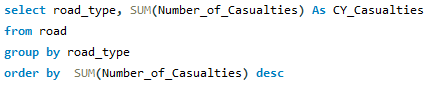 select road_type, SUM(Number_of_Casualties) As CY_Casualties
from road
group by road_type
order by  SUM(Number_of_Casualties) desc